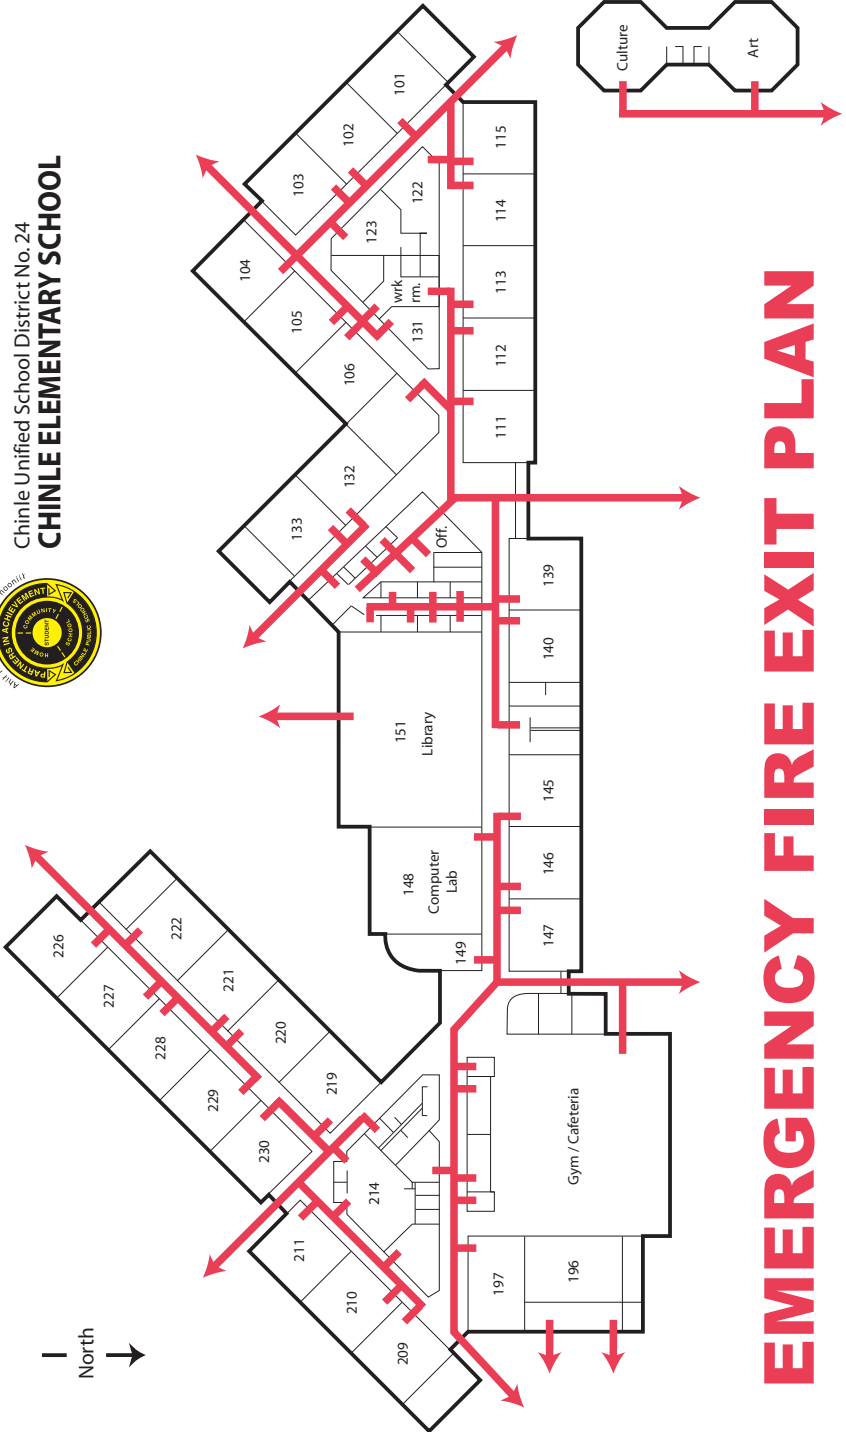 Chinle Unified School District No. 24
CHINLE ELEMENTARY SCHOOL
PARTNERS IN ACHIEVEMENT
COMMUNITY
HOME
SCHOOL
STUDENT
CHINLE PUBLIC SCHOOLS
North
Culture
Art
101
102
103
104
105
106
132
133
122
123
wrk
rm.
131
115
114
113
112
111
Off.
139
140
145
146
147
151
Library
148
Computer
Lab
149
222
221
220
219
226
227
228
229
230
214
211
210
209
Gym / Cafeteria
197
196
EMERGENCY FIRE EXIT PLAN